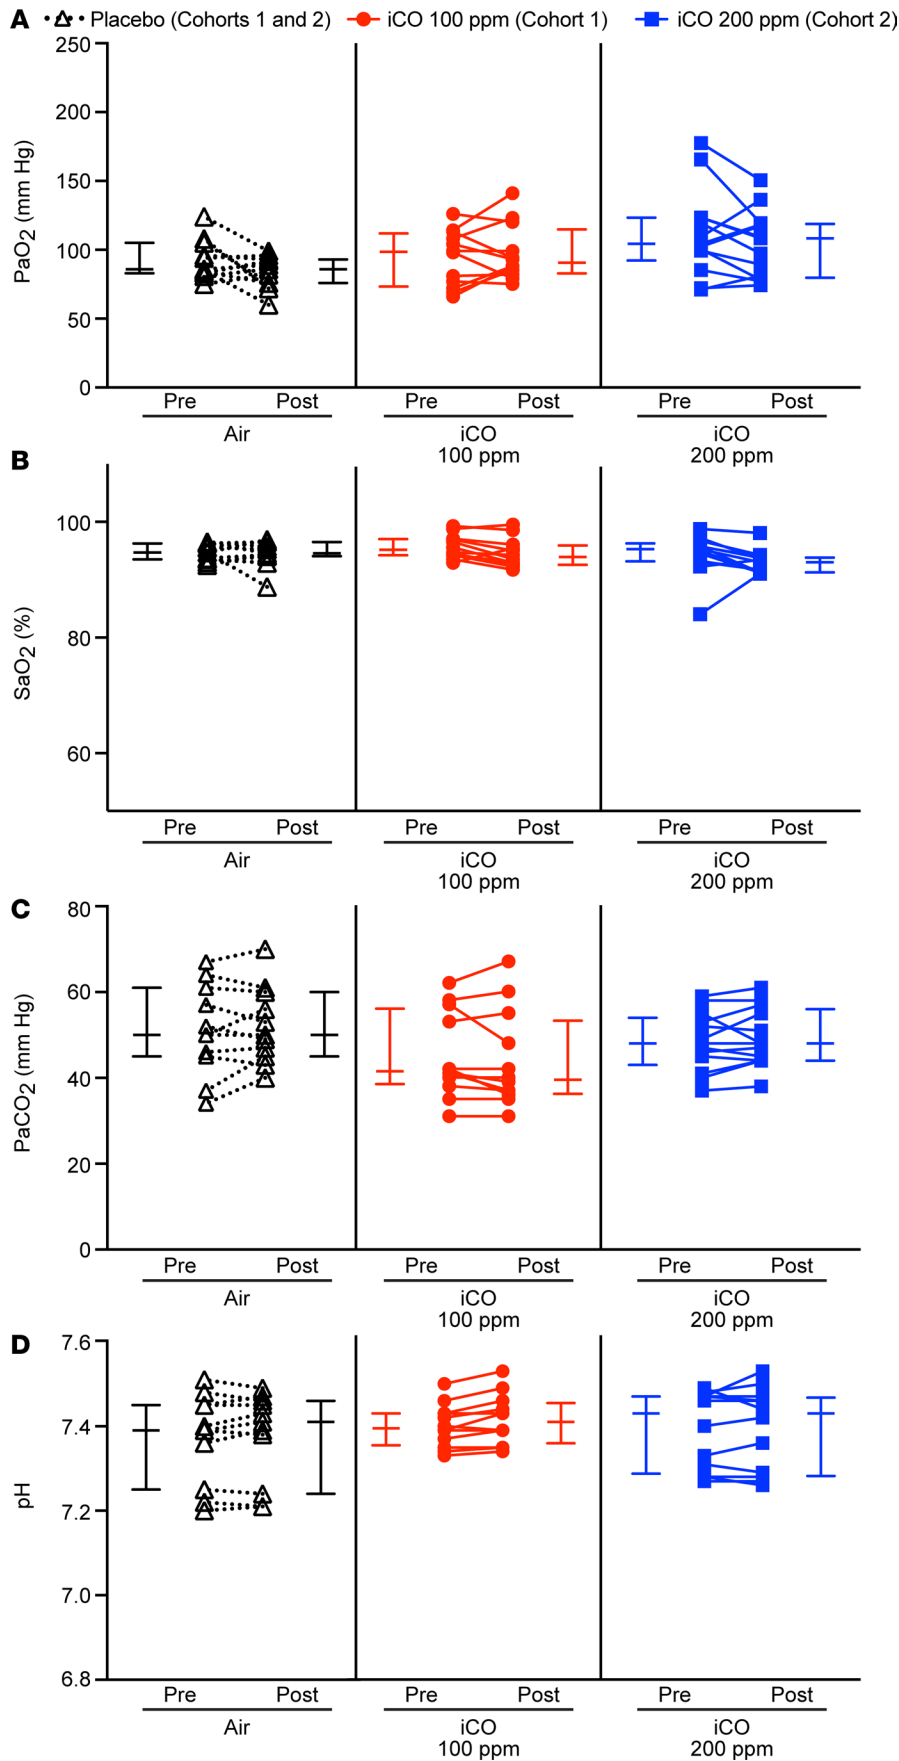 A Placebo (Cohorts 1 and 2) iCO 100 ppm (Cohort 1) iCO 200 ppm (Cohort 2)
250
200
150
100
50
0
PaO2 (mm Hg)
Pre Post Pre Post Pre Post
Air iCO iCO
100 ppm 200 ppm
B
100
80
60
SaO2 (%)
Pre Post Pre Post Pre Post
Air iCO iCO
100 ppm 200 ppm
C
80
60
40
20
0
PaCO2 (mm Hg)
Pre Post Pre Post Pre Post
Air iCO iCO
100 ppm 200 ppm
D
7.6
7.4
7.2
7.0
6.8
pH
Pre Post Pre Post Pre Post
Air iCO iCO
100 ppm 200 ppm